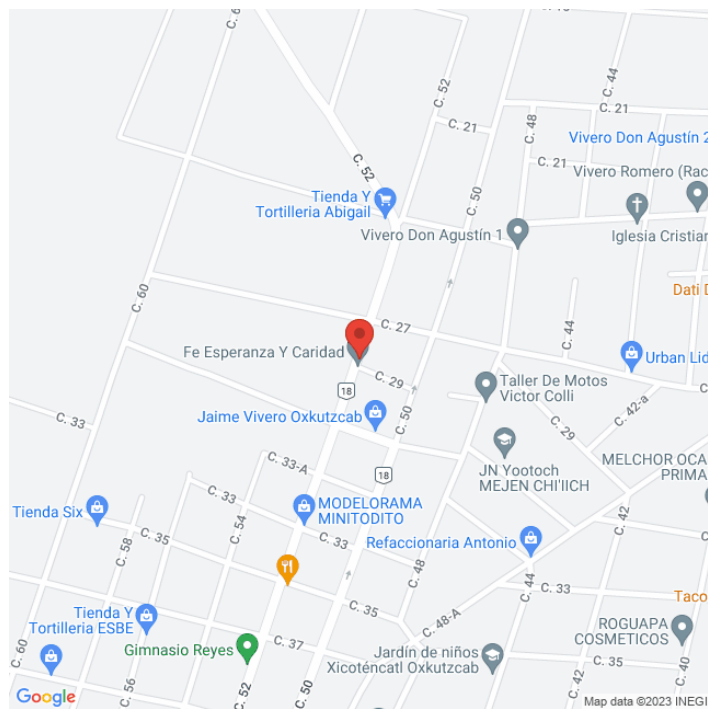 C. 60
C. 52
C. 19
C. 44
C. 52
C. 21
C. 48
C. 21
Vivero Don Agustín 2
C. 21
Vivero Romero (Rac
Tienda Y
Tortilleria Abigail
C. 50
Vivero Don Agustín 1
Iglesia Cristian
C. 60
Dati D
C. 27
C. 44
Fe Esperanza Y Caridad
Urban Lid
C. 29
Taller De Motos
Victor Colli
18
C. 42-a
Jaime Vivero Oxkutzcab
C. 50
C. 33
C. 29
JN Yootoch
MEJEN CHI'IICH
MELCHOR OCA
PRIMA
C. 33-A
18
C. 33
MODELORAMA
MINITODITO
Tienda Six
C. 54
C. 42
C. 35
C. 58
C. 33
Refaccionaria Antonio
C. 48
C. 44
C. 33
Taco
C. 35
Tienda Y
Tortilleria ESBE
C. 48-A
ROGUAPA
COSMETICOS
C. 37
Gimnasio Reyes
Jardín de niños
Xicoténcatl Oxkutzcab
C. 35
C. 60
C. 56
C. 52
C. 50
C. 42
C. 40
Google
Map data ©2023 INEGI